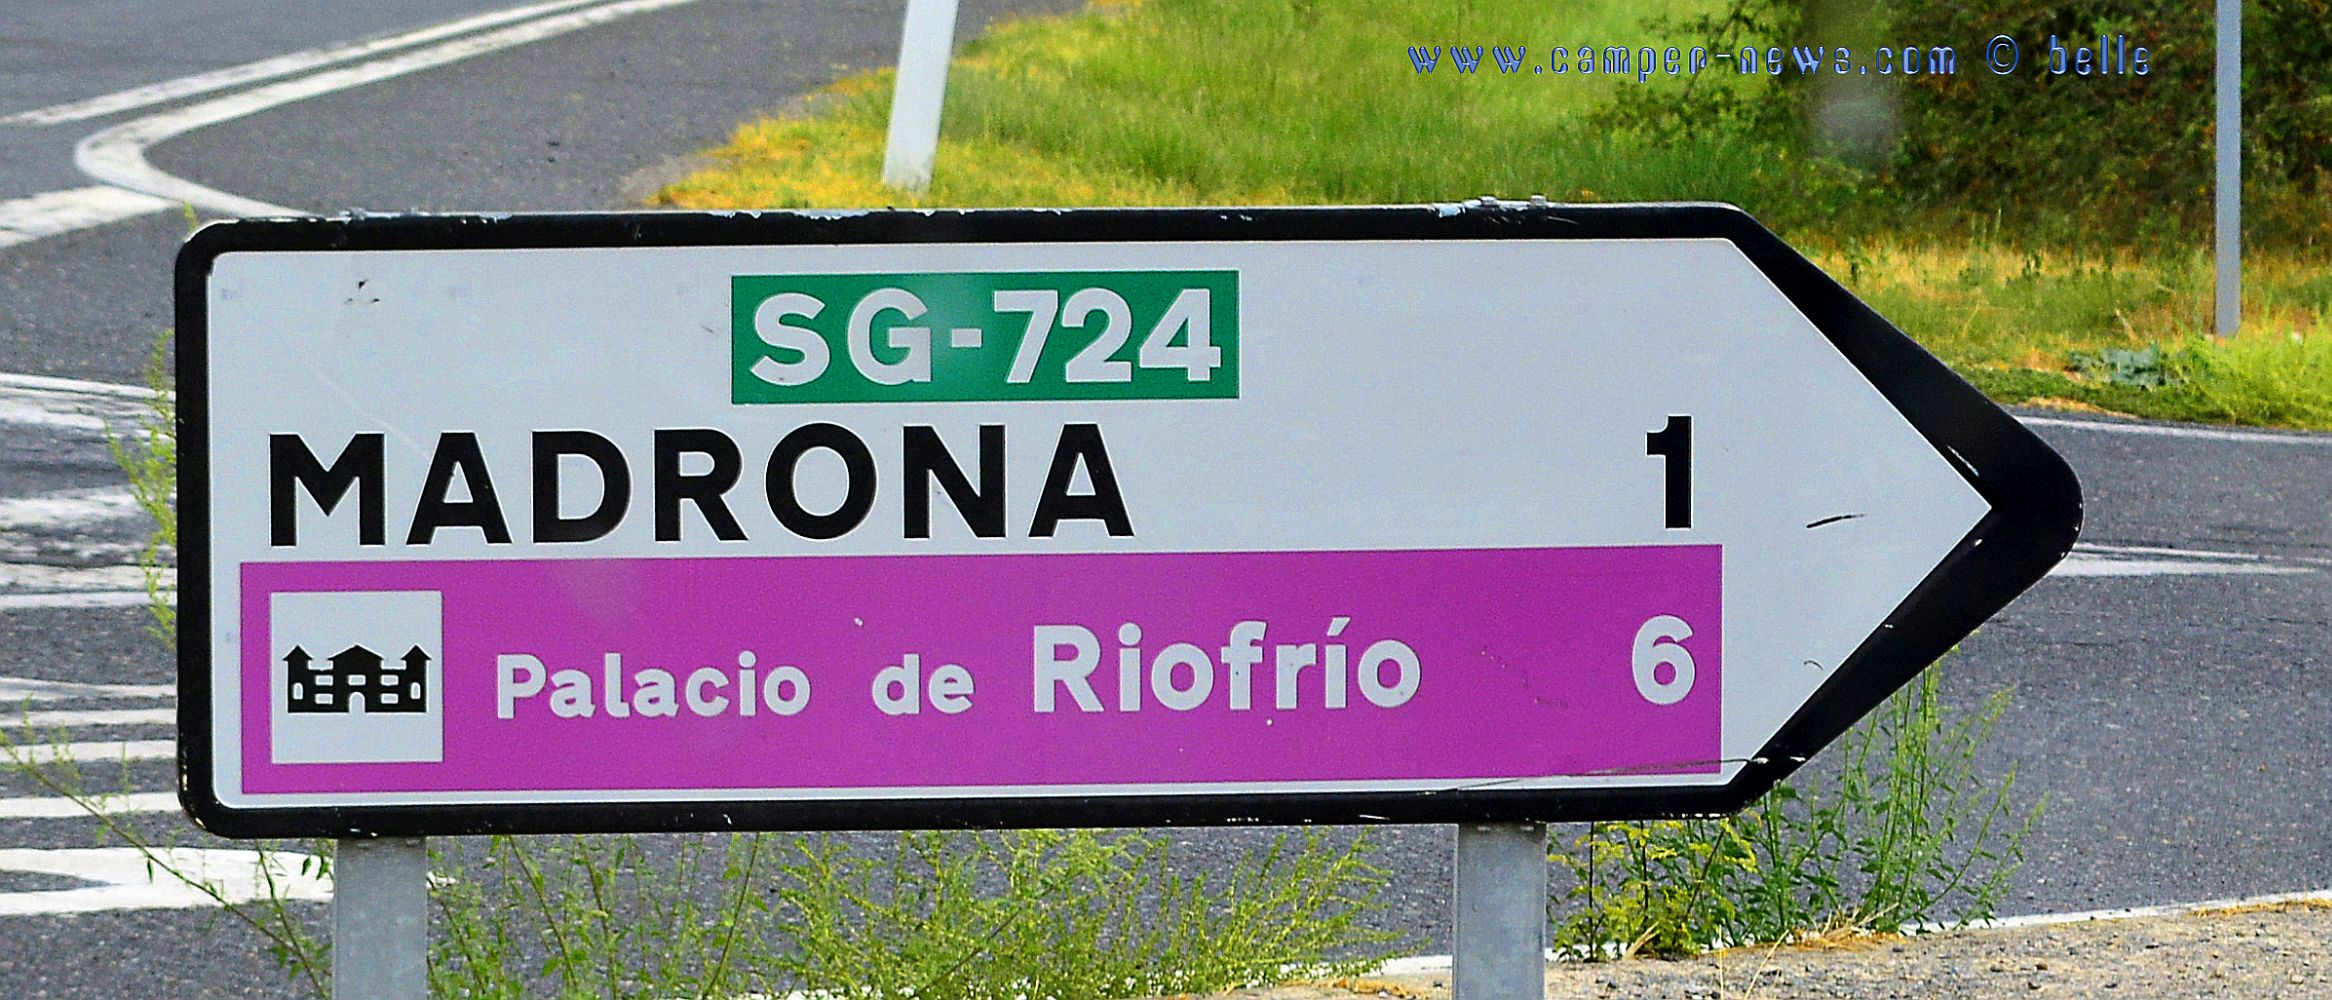 www.camper-news.com © belle
SG-724
MADRONA 1
Palacio de Riofrío 6